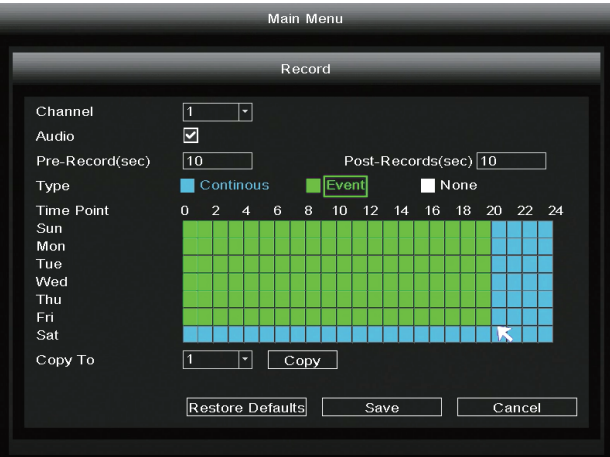 Main Menu
Record
Channel 1
Audio
Pre-Record(sec) 10 Post-Records(sec) 10
Type Continous Event None
Time Point 0 2 4 6 8 10 12 14 16 18 20 22 24
Sun
Mon
Tue
Wed
Thu
Fri
Sat
Copy To 1 Copy
Restore Defaults Save Cancel